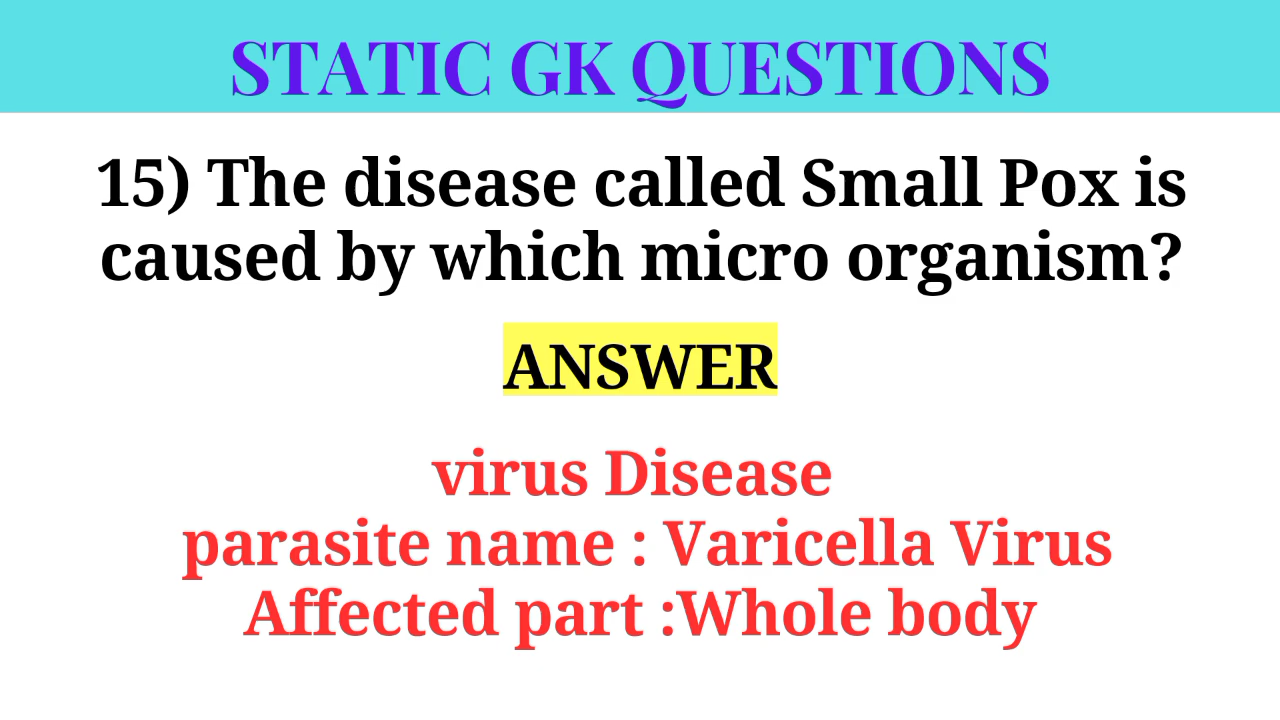 STATIC GK QUESTIONS
15) The disease called Small Pox is
caused by which micro organism?
ANSWER
virus Disease
parasite name : Varicella Virus
Affected part :Whole body